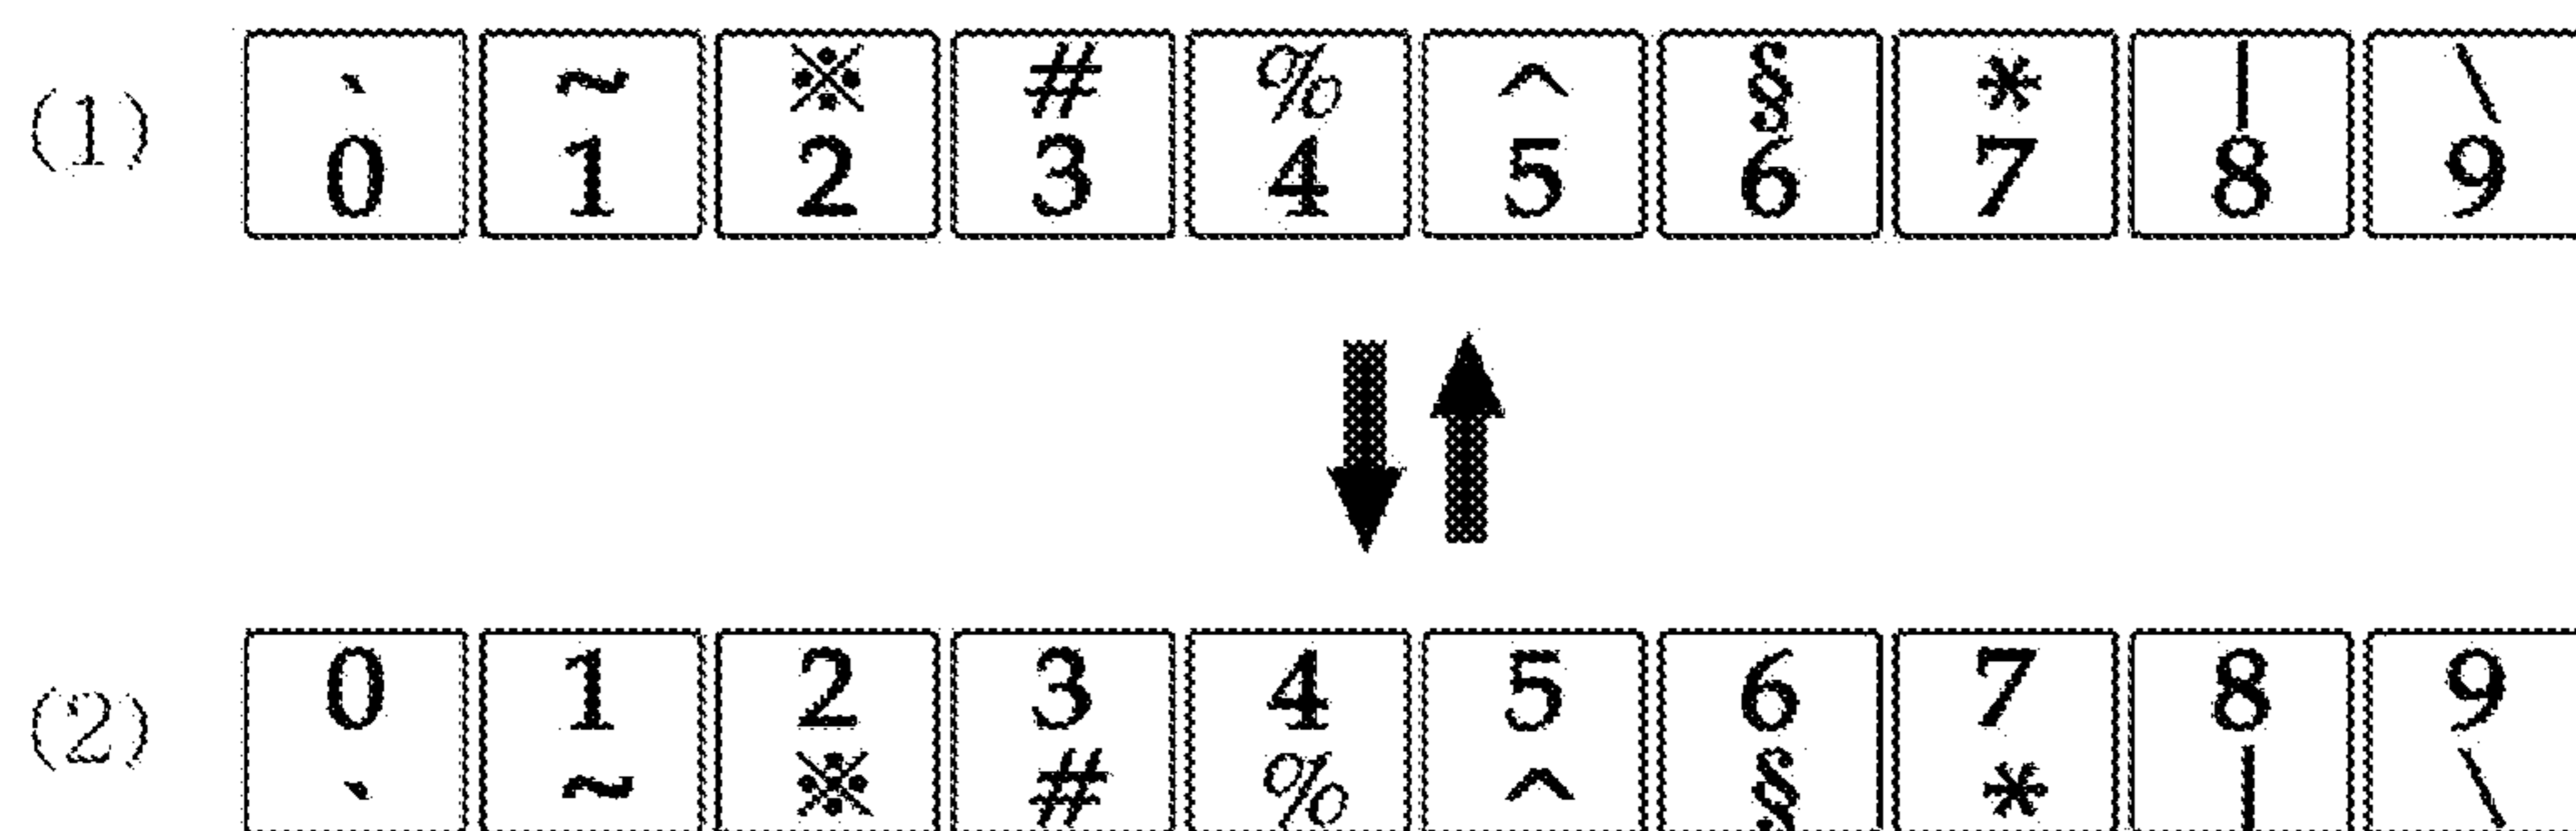 ` ~ ※ # % ^ § * | \
(1) 0 1 2 3 4 5 6 7 8 9
(2) 0 1 2 3 4 5 6 7 8 9
` ~ ※ # % ^ § * | \